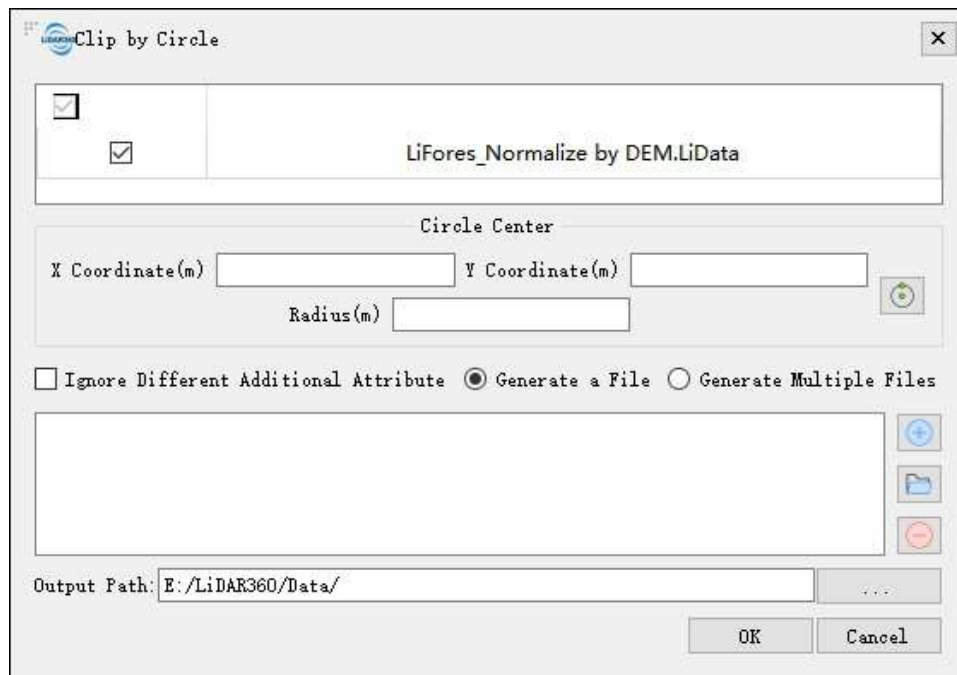 Clip by Circle
LiFores_Normalize by DEM.LiData
Circle Center
X Coordinate(m) Y Coordinate(m)
Radius(m)
Ignore Different Additional Attribute Generate a File Generate Multiple Files
Output Path: E:/LiDAR360/Data/ ...
OK Cancel